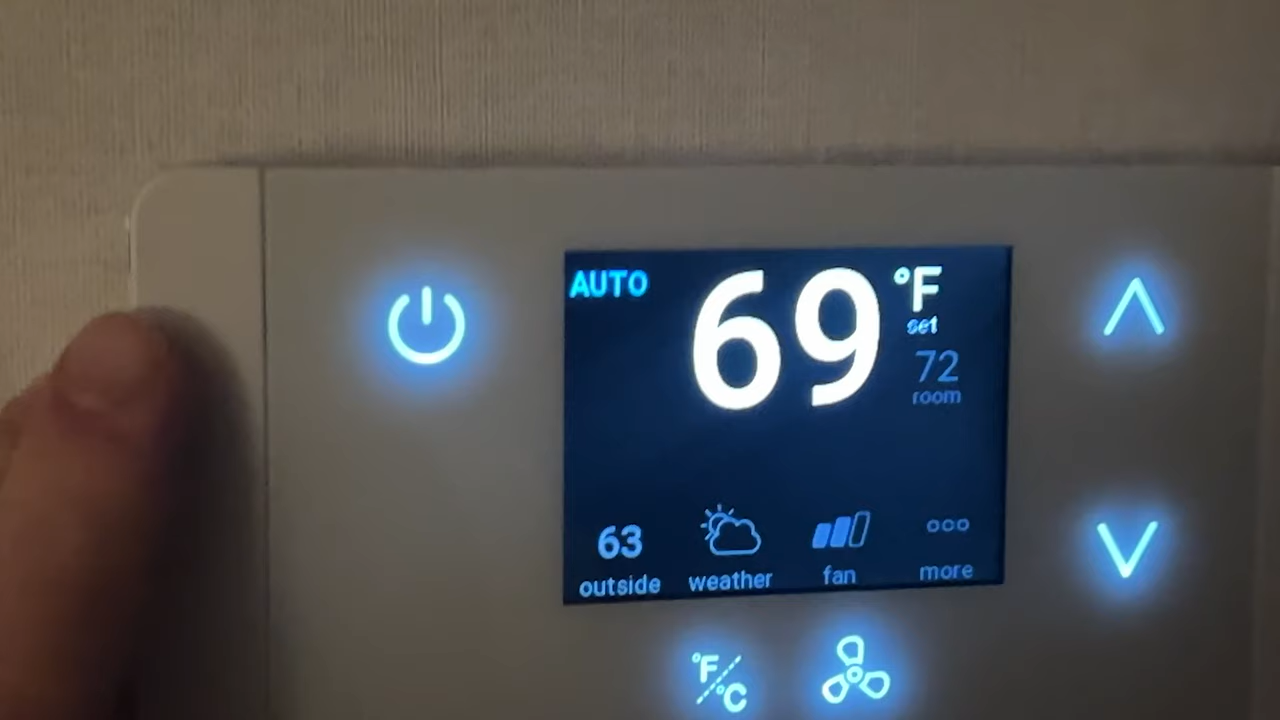 AUTO
69 °F
set
72
room
63
outside
weather
fan
more
°F/°C